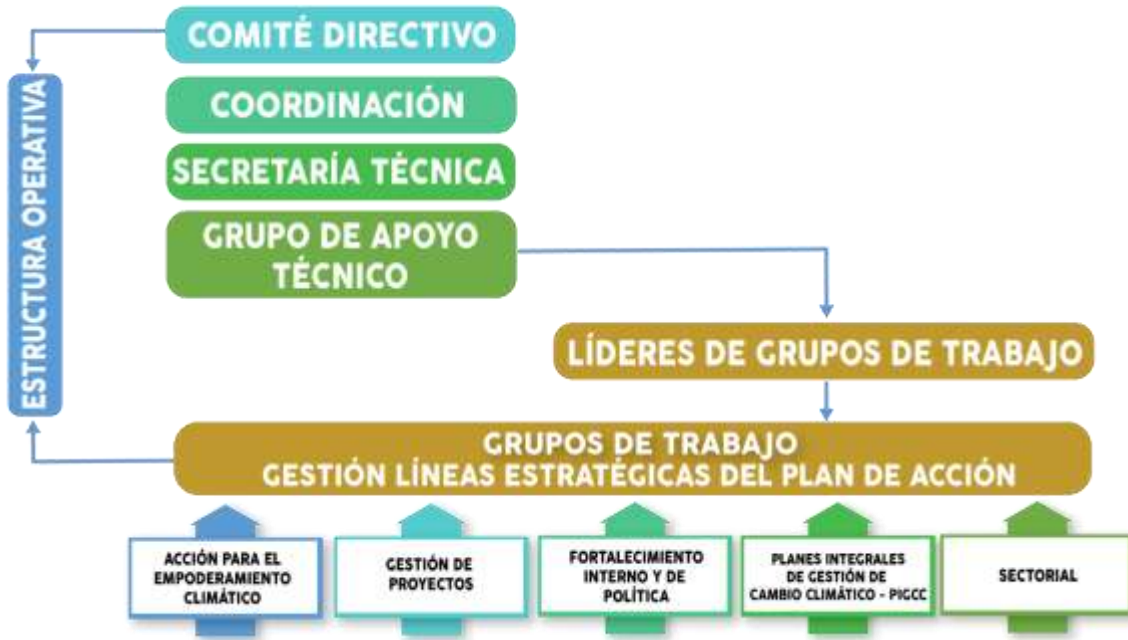 COMITÉ DIRECTIVO
COORDINACIÓN
SECRETARÍA TÉCNICA
GRUPO DE APOYO
TÉCNICO
ESTRUCTURA OPERATIVA
LÍDERES DE GRUPOS DE TRABAJO
GRUPOS DE TRABAJO
GESTIÓN LÍNEAS ESTRATÉGICAS DEL PLAN DE ACCIÓN
ACCIÓN PARA EL
EMPODERAMIENTO
CLIMÁTICO
GESTIÓN DE
PROYECTOS
FORTALECIMIENTO
INTERNO Y DE
POLÍTICA
PLANES INTEGRALES
DE GESTIÓN DE
CAMBIO CLIMÁTICO - PIGCC
SECTORIAL